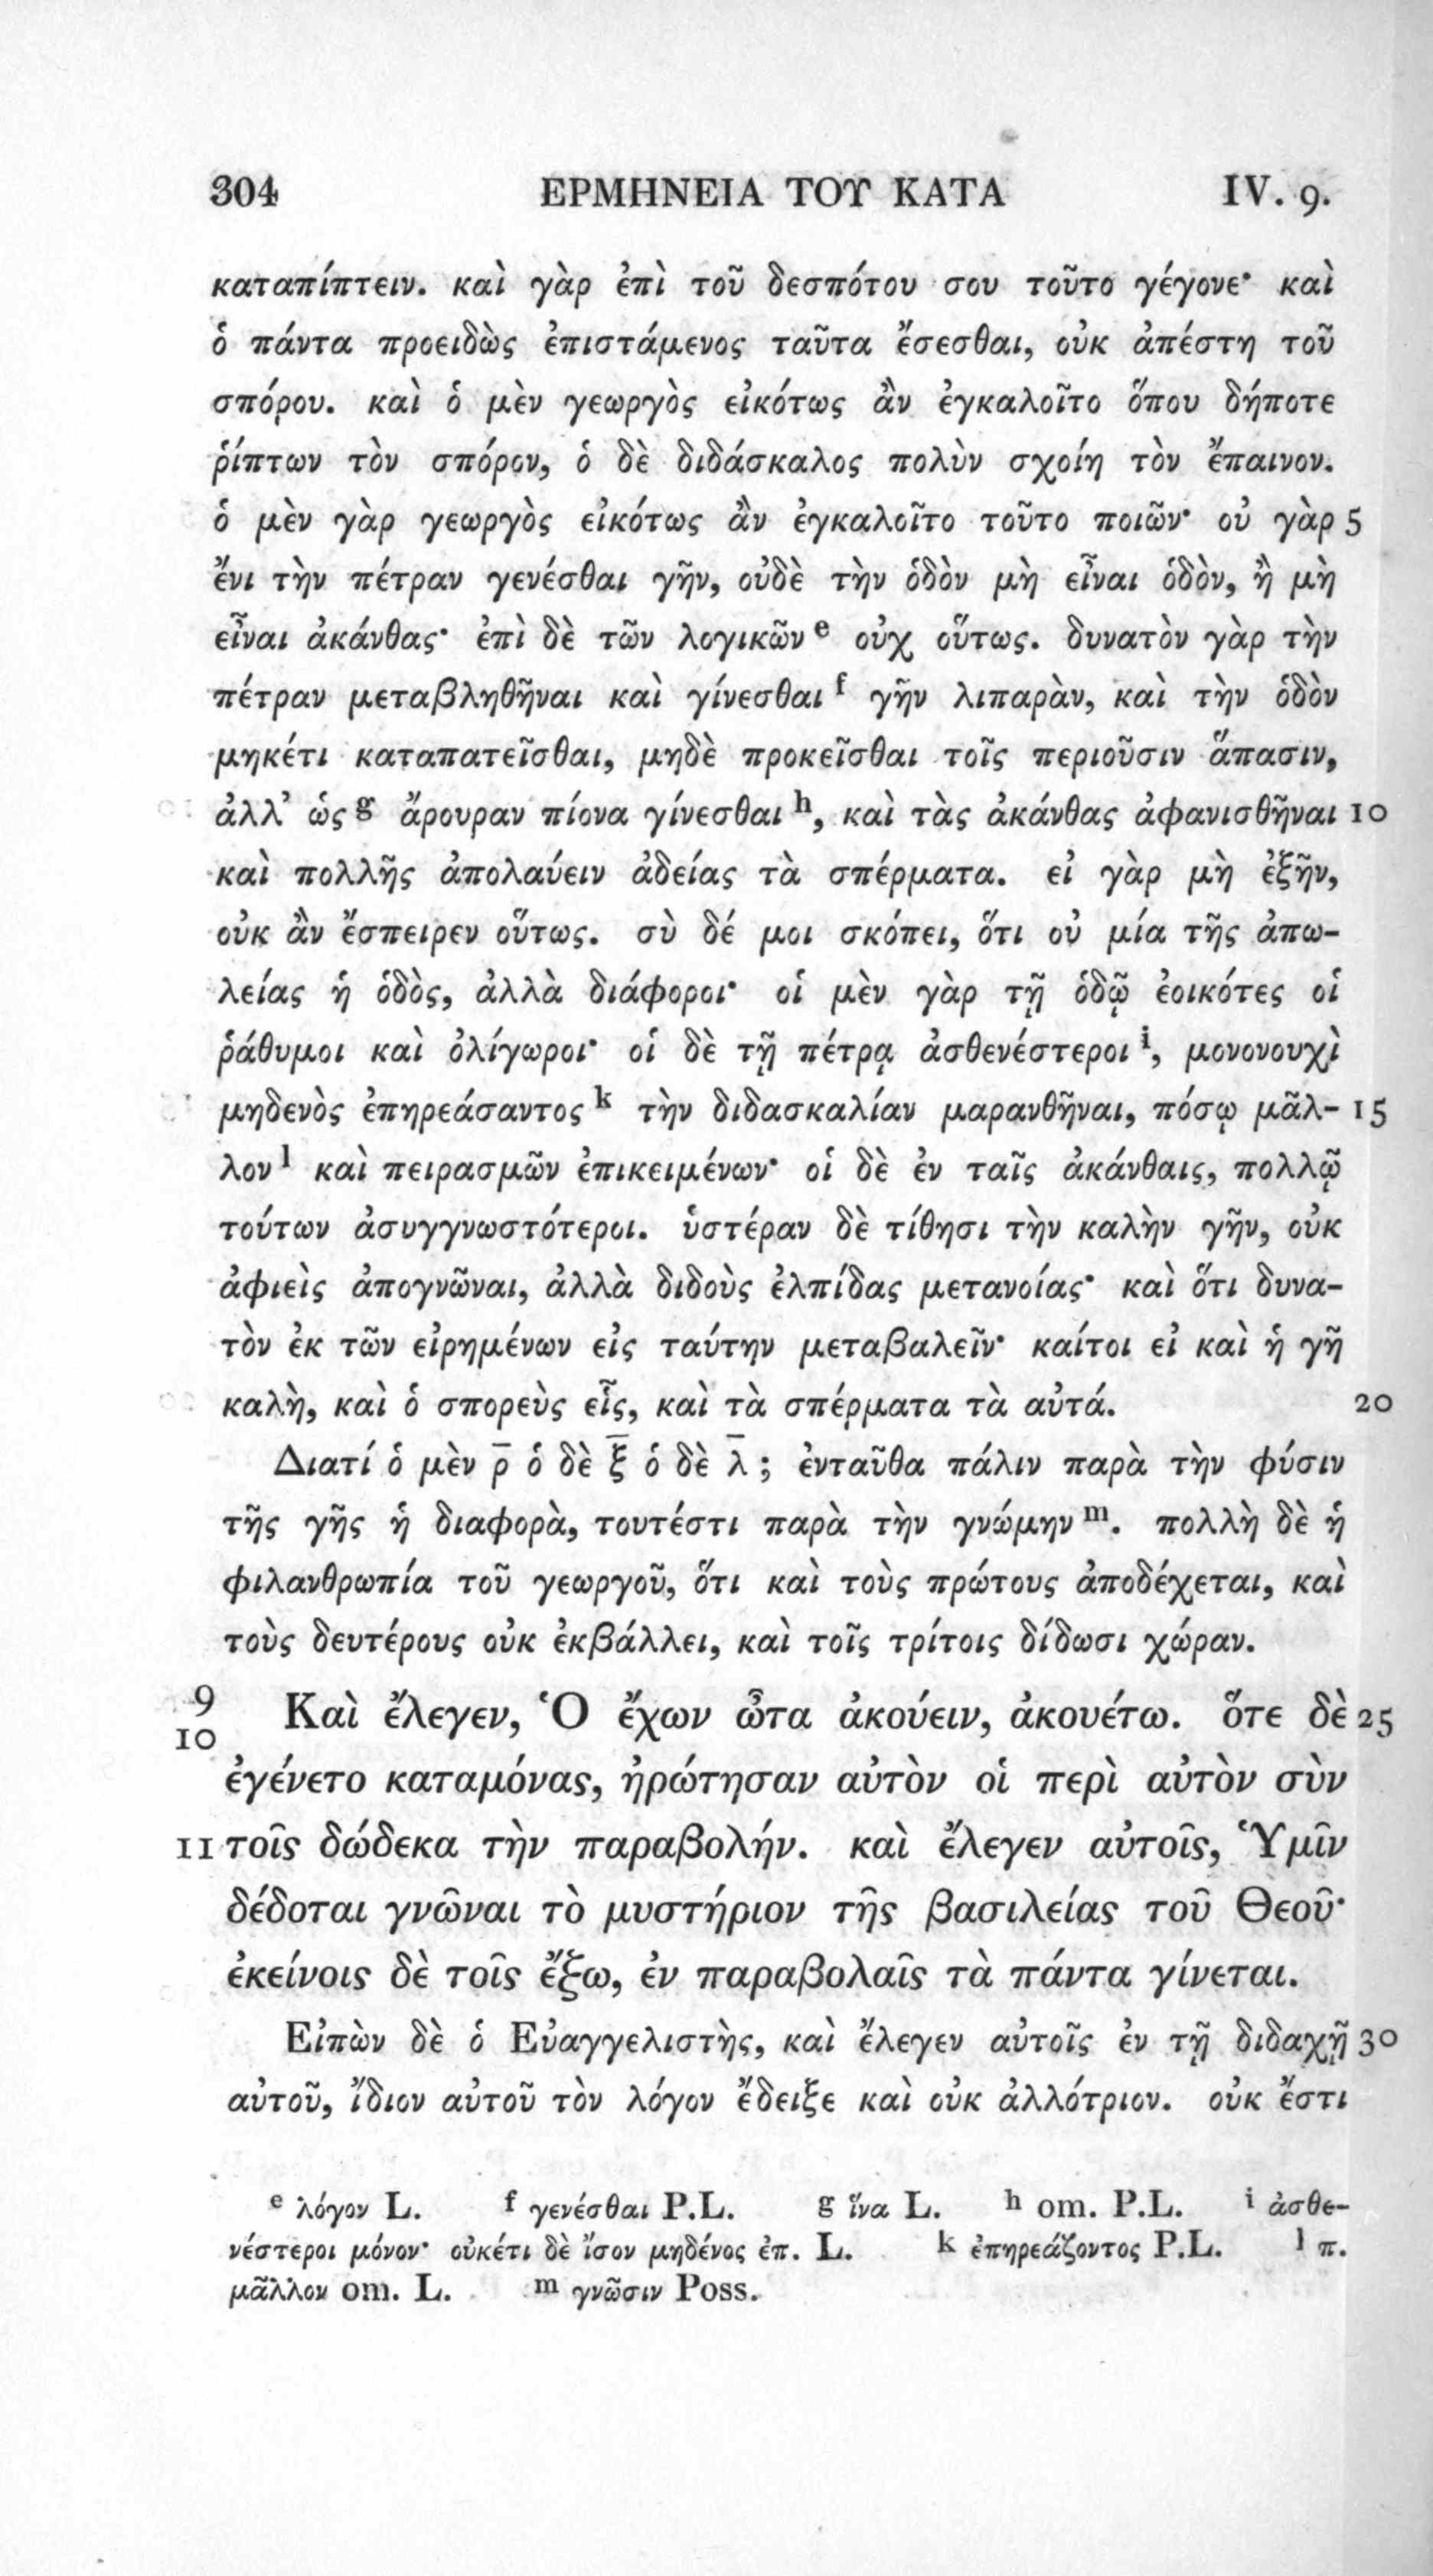 304 ΕΡΜΗΝΕΙΑ ΤΟΥ ΚΑΤΑ IV. 9.
καταπίπτειν. καὶ γὰρ ἐπὶ τοῦ δεσπότου σου τοῦτο γέγονε· καὶ
ὁ πάντα προειδὼς ἐπιστάμενος ταῦτα ἔσεσθαι, οὐκ ἀπέστη τοῦ
σπόρου. καὶ ὁ μὲν γεωργὸς εἰκότως ἂν ἐγκαλοῖτο ὅπου δήποτε
ῥίπτων τὸν σπόρον, ὁ δὲ διδάσκαλος πολὺν σχοίη τὸν ἔπαινον.
ὁ μὲν γὰρ γεωργὸς εἰκότως ἂν ἐγκαλοῖτο τοῦτο ποιῶν· οὐ γὰρ 5
ἔνι τὴν πέτραν γενέσθαι γῆν, οὐδὲ τὴν ὁδὸν μὴ εἶναι ὁδὸν, ἢ μὴ
εἶναι ἀκάνθας· ἐπὶ δὲ τῶν λογικῶν e οὐχ οὕτως. δυνατὸν γὰρ τὴν
πέτραν μεταβληθῆναι καὶ γίνεσθαι f γῆν λιπαρὰν, καὶ τὴν ὁδὸν
μηκέτι καταπατεῖσθαι, μηδὲ προκεῖσθαι τοῖς περιοῦσιν ἅπασιν,
ἀλλ’ ὡς g ἄρουραν πίονα γίνεσθαι h, καὶ τὰς ἀκάνθας ἀφανισθῆναι 10
καὶ πολλῆς ἀπολαύειν ἀδείας τὰ σπέρματα. εἰ γὰρ μὴ ἐξῆν,
οὐκ ἂν ἔσπειρεν οὕτως. σὺ δέ μοι σκόπει, ὅτι οὐ μία τῆς ἀπω-
λείας ἡ ὁδὸς, ἀλλὰ διάφοροι· οἱ μὲν γὰρ τῇ ὁδῷ ἐοικότες οἱ
ῥάθυμοι καὶ ὀλίγωροι· οἱ δὲ τῇ πέτρᾳ ἀσθενέστεροι i, μονονουχὶ
μηδενὸς ἐπηρεάσαντος k τὴν διδασκαλίαν μαρανθῆναι, πόσῳ μᾶλ- 15
λον l καὶ πειρασμῶν ἐπικειμένων· οἱ δὲ ἐν ταῖς ἀκάνθαις, πολλῷ
τούτων ἀσυγγνωστότεροι. ὑστέραν δὲ τίθησι τὴν καλὴν γῆν, οὐκ
ἀφιεὶς ἀπογνῶναι, ἀλλὰ διδοὺς ἐλπίδας μετανοίας· καὶ ὅτι δυνα-
τὸν ἐκ τῶν εἰρημένων εἰς ταύτην μεταβαλεῖν· καίτοι εἰ καὶ ἡ γῆ
καλὴ, καὶ ὁ σπορεὺς εἷς, καὶ τὰ σπέρματα τὰ αὐτά. 20
Διατί ὁ μὲν ρ̅ ὁ δὲ ξ̅ ὁ δὲ λ̅ ; ἐνταῦθα πάλιν παρὰ τὴν φύσιν
τῆς γῆς ἡ διαφορὰ, τουτέστι παρὰ τὴν γνώμην m. πολλὴ δὲ ἡ
φιλανθρωπία τοῦ γεωργοῦ, ὅτι καὶ τοὺς πρώτους ἀποδέχεται, καὶ
τοὺς δευτέρους οὐκ ἐκβάλλει, καὶ τοῖς τρίτοις δίδωσι χώραν.
9 Καὶ ἔλεγεν, Ὁ ἔχων ὦτα ἀκούειν, ἀκουέτω. ὅτε δὲ 25
10 ἐγένετο καταμόνας, ἠρώτησαν αὐτὸν οἱ περὶ αὐτὸν σὺν
11 τοῖς δώδεκα τὴν παραβολήν. καὶ ἔλεγεν αὐτοῖς, Ὑμῖν
δέδοται γνῶναι τὸ μυστήριον τῆς βασιλείας τοῦ Θεοῦ·
ἐκείνοις δὲ τοῖς ἔξω, ἐν παραβολαῖς τὰ πάντα γίνεται.
Εἰπὼν δὲ ὁ Εὐαγγελιστὴς, καὶ ἔλεγεν αὐτοῖς ἐν τῇ διδαχῇ 30
αὐτοῦ, ἴδιον αὐτοῦ τὸν λόγον ἔδειξε καὶ οὐκ ἀλλότριον. οὐκ ἔστι
e λόγον L. f γενέσθαι P.L. g ἵνα L. h om. P.L. i ἀσθε-
νέστεροι μόνον· οὐκέτι δὲ ἴσον μηδένος ἐπ. L. k ἐπηρεάζοντος P.L. l π.
μᾶλλον om. L. m γνῶσιν Poss.